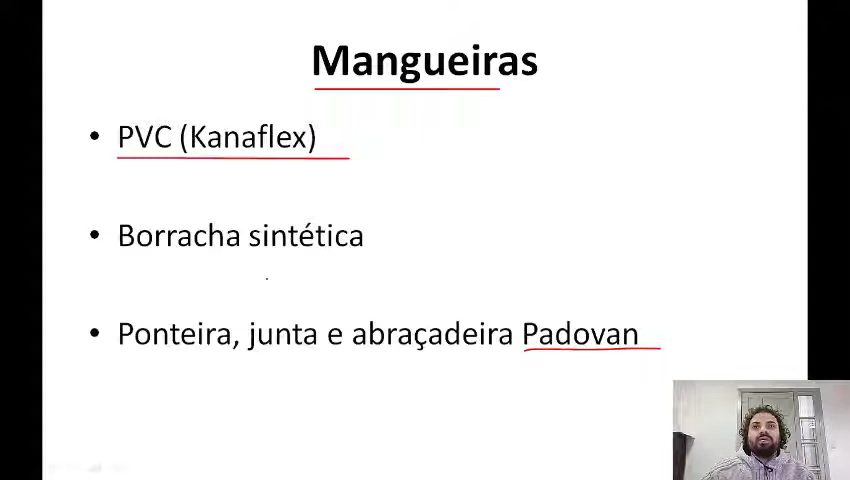 Mangueiras
• PVC (Kanaflex)
• Borracha sintética
• Ponteira, junta e abraçadeira Padovan